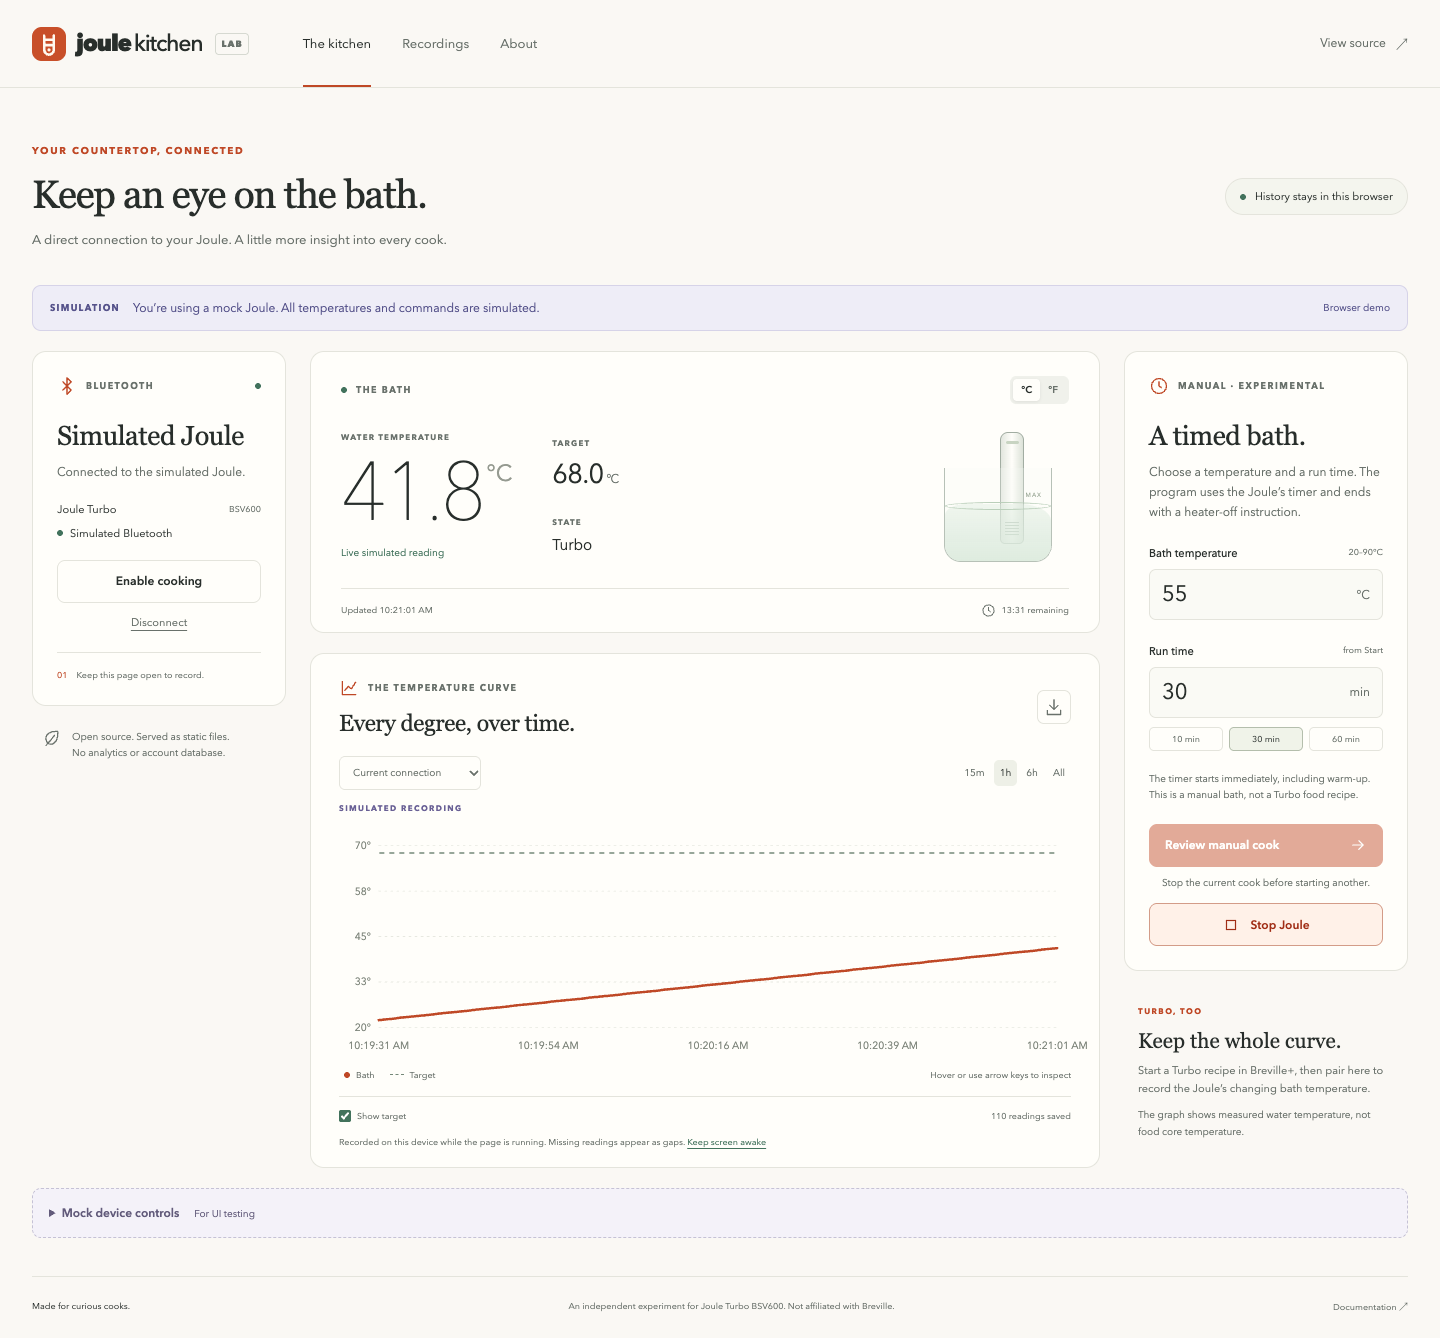 joule kitchen LAB
The kitchen
Recordings
About
View source
YOUR COUNTERTOP, CONNECTED
Keep an eye on the bath.
A direct connection to your Joule. A little more insight into every cook.
History stays in this browser
SIMULATION You're using a mock Joule. All temperatures and commands are simulated.
Browser demo
BLUETOOTH
Simulated Joule
Connected to the simulated Joule.
Joule Turbo BSV600
Simulated Bluetooth
Enable cooking
Disconnect
01 Keep this page open to record.
Open source. Served as static files.
No analytics or account database.
THE BATH
°C °F
WATER TEMPERATURE
41.8 °C
Live simulated reading
TARGET
68.0 °C
STATE
Turbo
MAX
Updated 10:21:01 AM
13:31 remaining
THE TEMPERATURE CURVE
Every degree, over time.
Current connection
15m 1h 6h All
SIMULATED RECORDING
70°
58°
45°
33°
20°
10:19:31 AM 10:19:54 AM 10:20:16 AM 10:20:39 AM 10:21:01 AM
Bath --- Target
Hover or use arrow keys to inspect
Show target
110 readings saved
Recorded on this device while the page is running. Missing readings appear as gaps. Keep screen awake
MANUAL · EXPERIMENTAL
A timed bath.
Choose a temperature and a run time. The
program uses the Joule's timer and ends
with a heater-off instruction.
Bath temperature 20–90°C
55 °C
Run time from Start
30 min
10 min 30 min 60 min
The timer starts immediately, including warm-up.
This is a manual bath, not a Turbo food recipe.
Review manual cook
Stop the current cook before starting another.
Stop Joule
TURBO, TOO
Keep the whole curve.
Start a Turbo recipe in Breville+, then pair here to
record the Joule's changing bath temperature.
The graph shows measured water temperature, not
food core temperature.
Mock device controls For UI testing
Made for curious cooks.
An independent experiment for Joule Turbo BSV600. Not affiliated with Breville.
Documentation